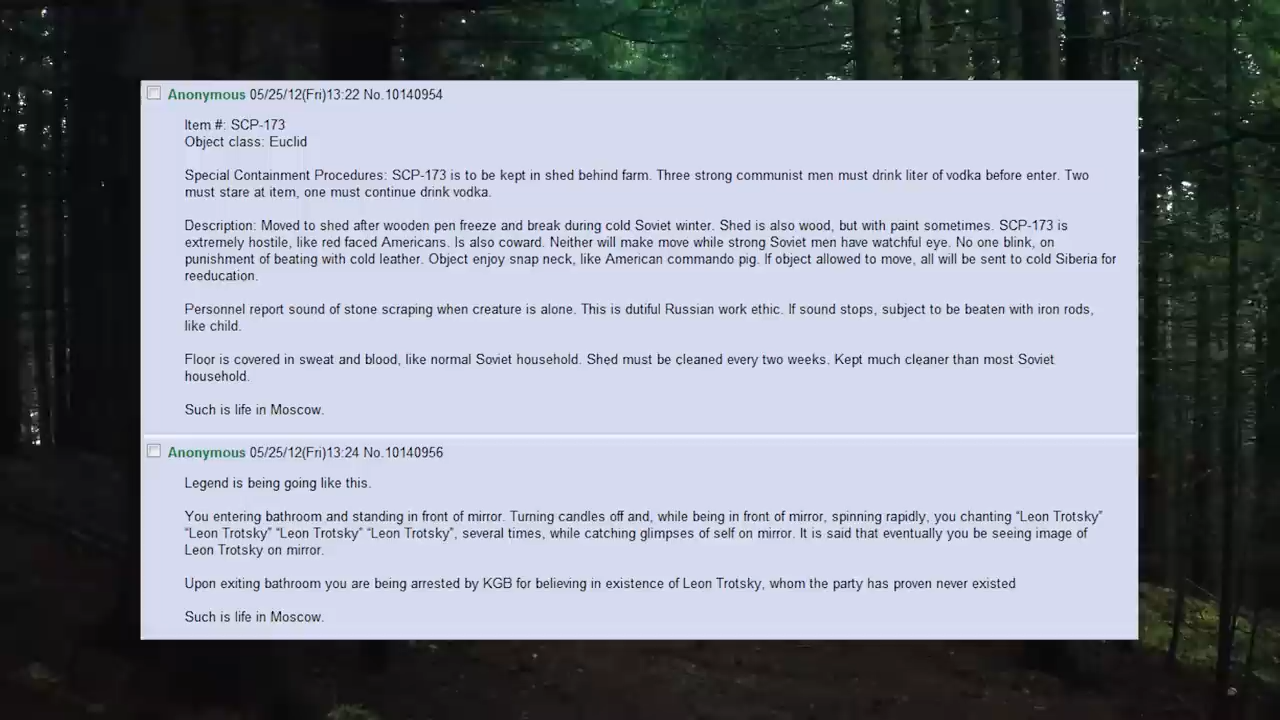 Anonymous 05/25/12(Fri)13:22 No.10140954
Item #: SCP-173
Object class: Euclid
Special Containment Procedures: SCP-173 is to be kept in shed behind farm. Three strong communist men must drink liter of vodka before enter. Two
must stare at item, one must continue drink vodka.
Description: Moved to shed after wooden pen freeze and break during cold Soviet winter. Shed is also wood, but with paint sometimes. SCP-173 is
extremely hostile, like red faced Americans. Is also coward. Neither will make move while strong Soviet men have watchful eye. No one blink, on
punishment of beating with cold leather. Object enjoy snap neck, like American commando pig. If object allowed to move, all will be sent to cold Siberia for
reeducation.
Personnel report sound of stone scraping when creature is alone. This is dutiful Russian work ethic. If sound stops, subject to be beaten with iron rods,
like child.
Floor is covered in sweat and blood, like normal Soviet household. Shed must be cleaned every two weeks. Kept much cleaner than most Soviet
household.
Such is life in Moscow.
Anonymous 05/25/12(Fri)13:24 No.10140956
Legend is being going like this.
You entering bathroom and standing in front of mirror. Turning candles off and, while being in front of mirror, spinning rapidly, you chanting “Leon Trotsky”
“Leon Trotsky” “Leon Trotsky” “Leon Trotsky”, several times, while catching glimpses of self on mirror. It is said that eventually you be seeing image of
Leon Trotsky on mirror.
Upon exiting bathroom you are being arrested by KGB for believing in existence of Leon Trotsky, whom the party has proven never existed
Such is life in Moscow.